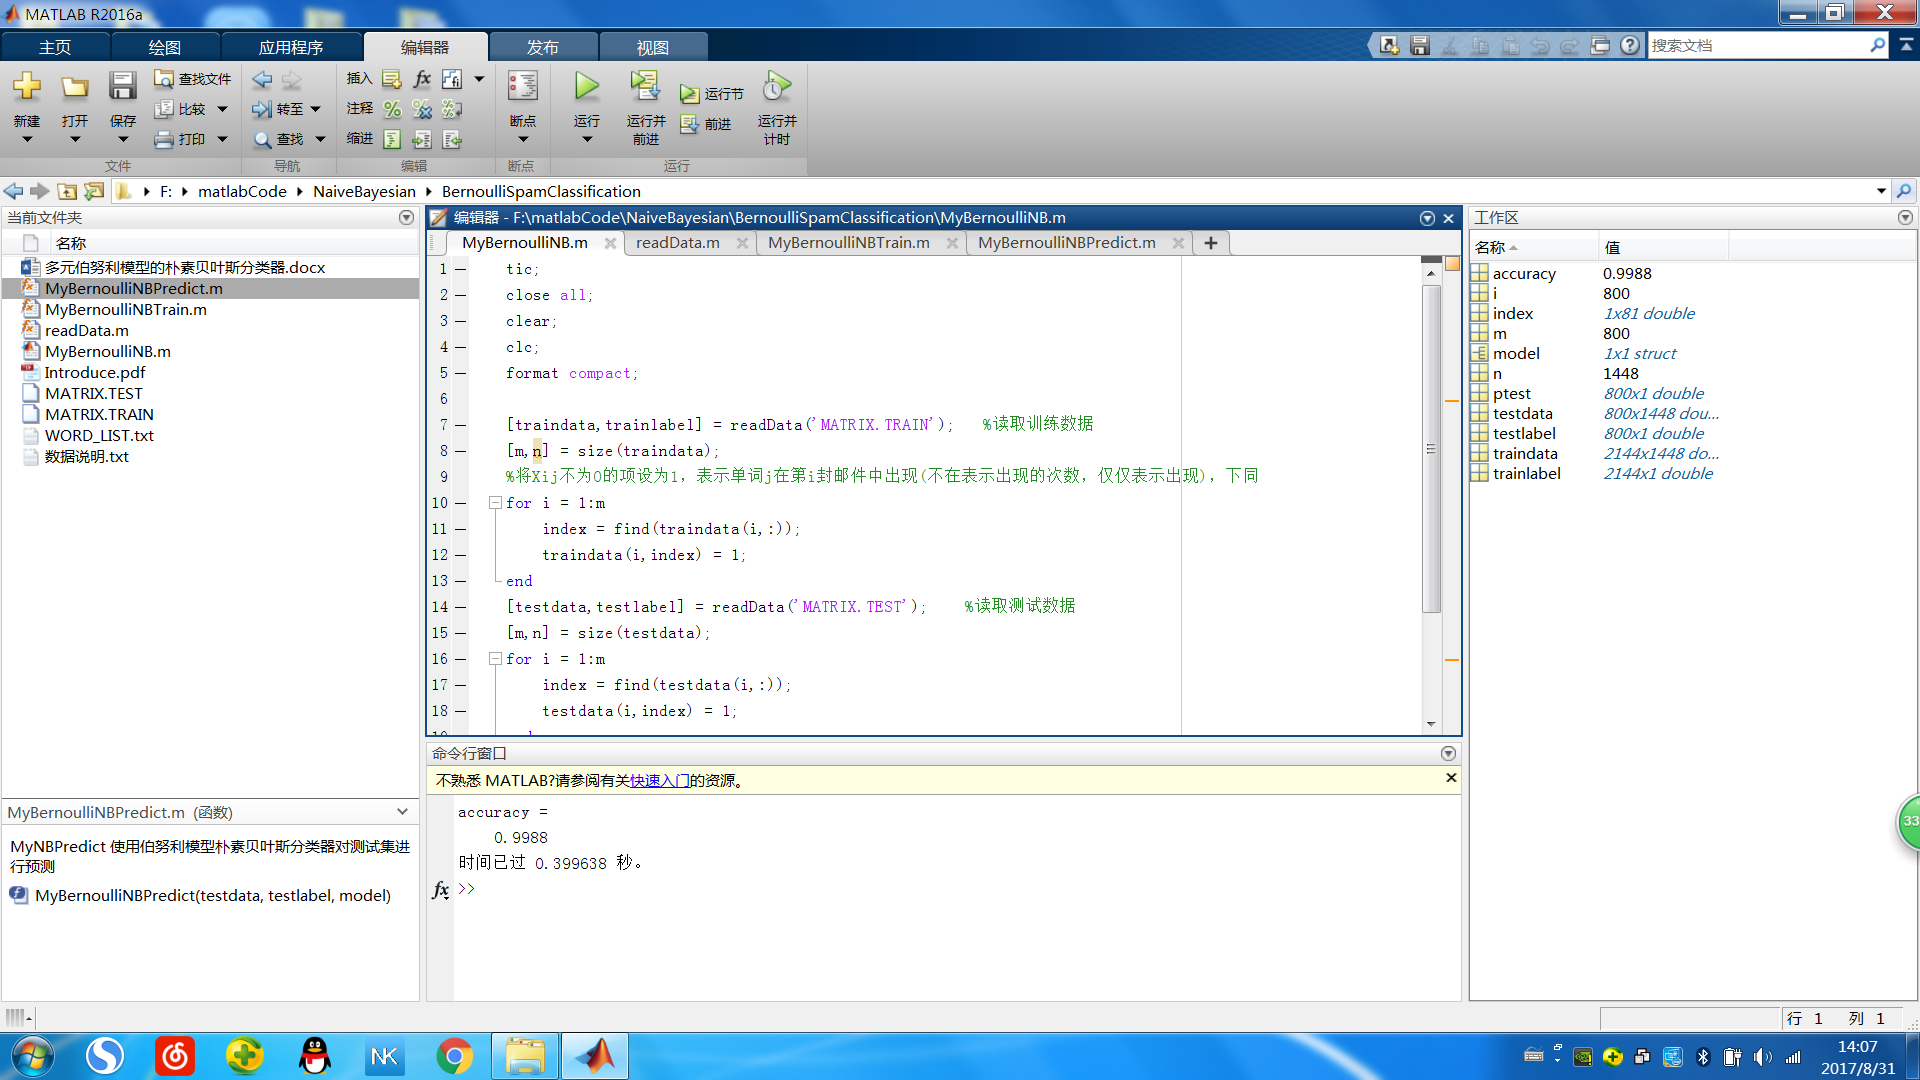 MATLAB R2016a
主页 绘图 应用程序 编辑器 发布 视图
搜索文档
新建 打开 保存 查找文件 比较 打印
转至 查找
插入 fx fi
注释 %
缩进
断点 运行 运行并前进 运行节 前进 运行并计时
文件 导航 编辑 断点 运行
F: matlabCode NaiveBayesian BernoulliSpamClassification
当前文件夹
名称
多元伯努利模型的朴素贝叶斯分类器.docx
MyBernoulliNBPredict.m
MyBernoulliNBTrain.m
readData.m
MyBernoulliNB.m
Introduce.pdf
MATRIX.TEST
MATRIX.TRAIN
WORD_LIST.txt
数据说明.txt
MyBernoulliNBPredict.m (函数)
MyNBPredict 使用伯努利模型朴素贝叶斯分类器对测试集进
行预测
MyBernoulliNBPredict(testdata, testlabel, model)
编辑器 - F:\matlabCode\NaiveBayesian\BernoulliSpamClassification\MyBernoulliNB.m
MyBernoulliNB.m readData.m MyBernoulliNBTrain.m MyBernoulliNBPredict.m +
1 — tic;
2 — close all;
3 — clear;
4 — clc;
5 — format compact;
6
7 — [traindata,trainlabel] = readData('MATRIX.TRAIN'); %读取训练数据
8 — [m,n] = size(traindata);
9 %将Xij不为0的项设为1，表示单词j在第i封邮件中出现(不在表示出现的次数，仅仅表示出现)，下同
10 — for i = 1:m
11 — index = find(traindata(i,:));
12 — traindata(i,index) = 1;
13 — end
14 — [testdata,testlabel] = readData('MATRIX.TEST'); %读取测试数据
15 — [m,n] = size(testdata);
16 — for i = 1:m
17 — index = find(testdata(i,:));
18 — testdata(i,index) = 1;
命令行窗口
不熟悉 MATLAB?请参阅有关快速入门的资源。
accuracy =
0.9988
时间已过 0.399638 秒。
fx >>
工作区
名称 值
accuracy 0.9988
i 800
index 1x81 double
m 800
model 1x1 struct
n 1448
ptest 800x1 double
testdata 800x1448 dou...
testlabel 800x1 double
traindata 2144x1448 do...
trainlabel 2144x1 double
33
行 1 列 1
NK
14:07
2017/8/31